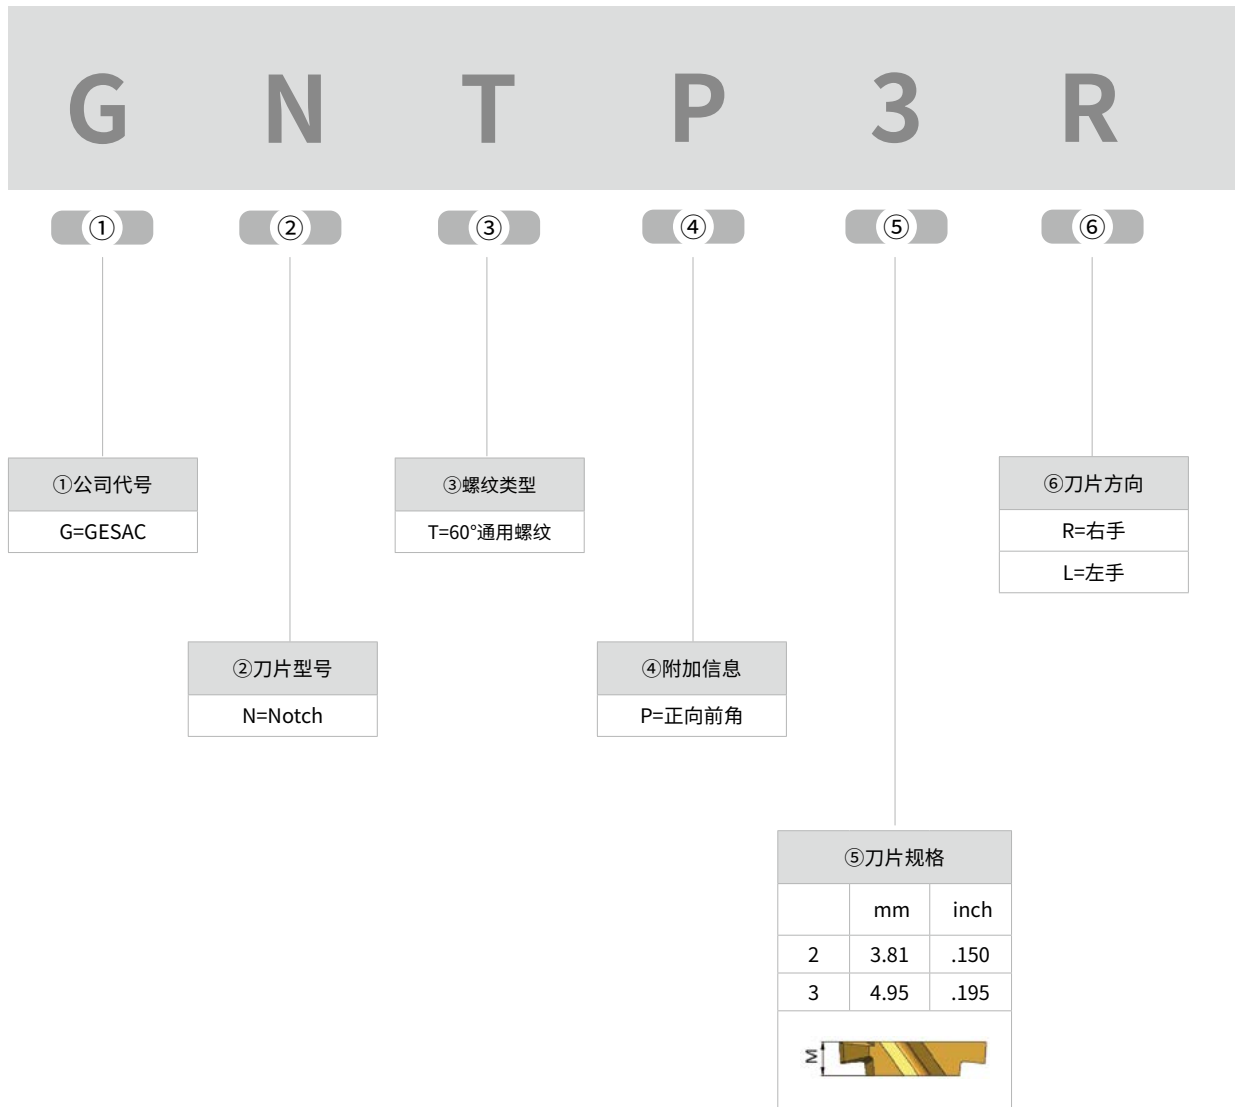 G N T P 3 R
① ② ③ ④ ⑤ ⑥
①公司代号
G=GESAC
③螺纹类型
T=60°通用螺纹
⑥刀片方向
R=右手
L=左手
②刀片型号
N=Notch
④附加信息
P=正向前角
⑤刀片规格
mm inch
2 3.81 .150
3 4.95 .195
M